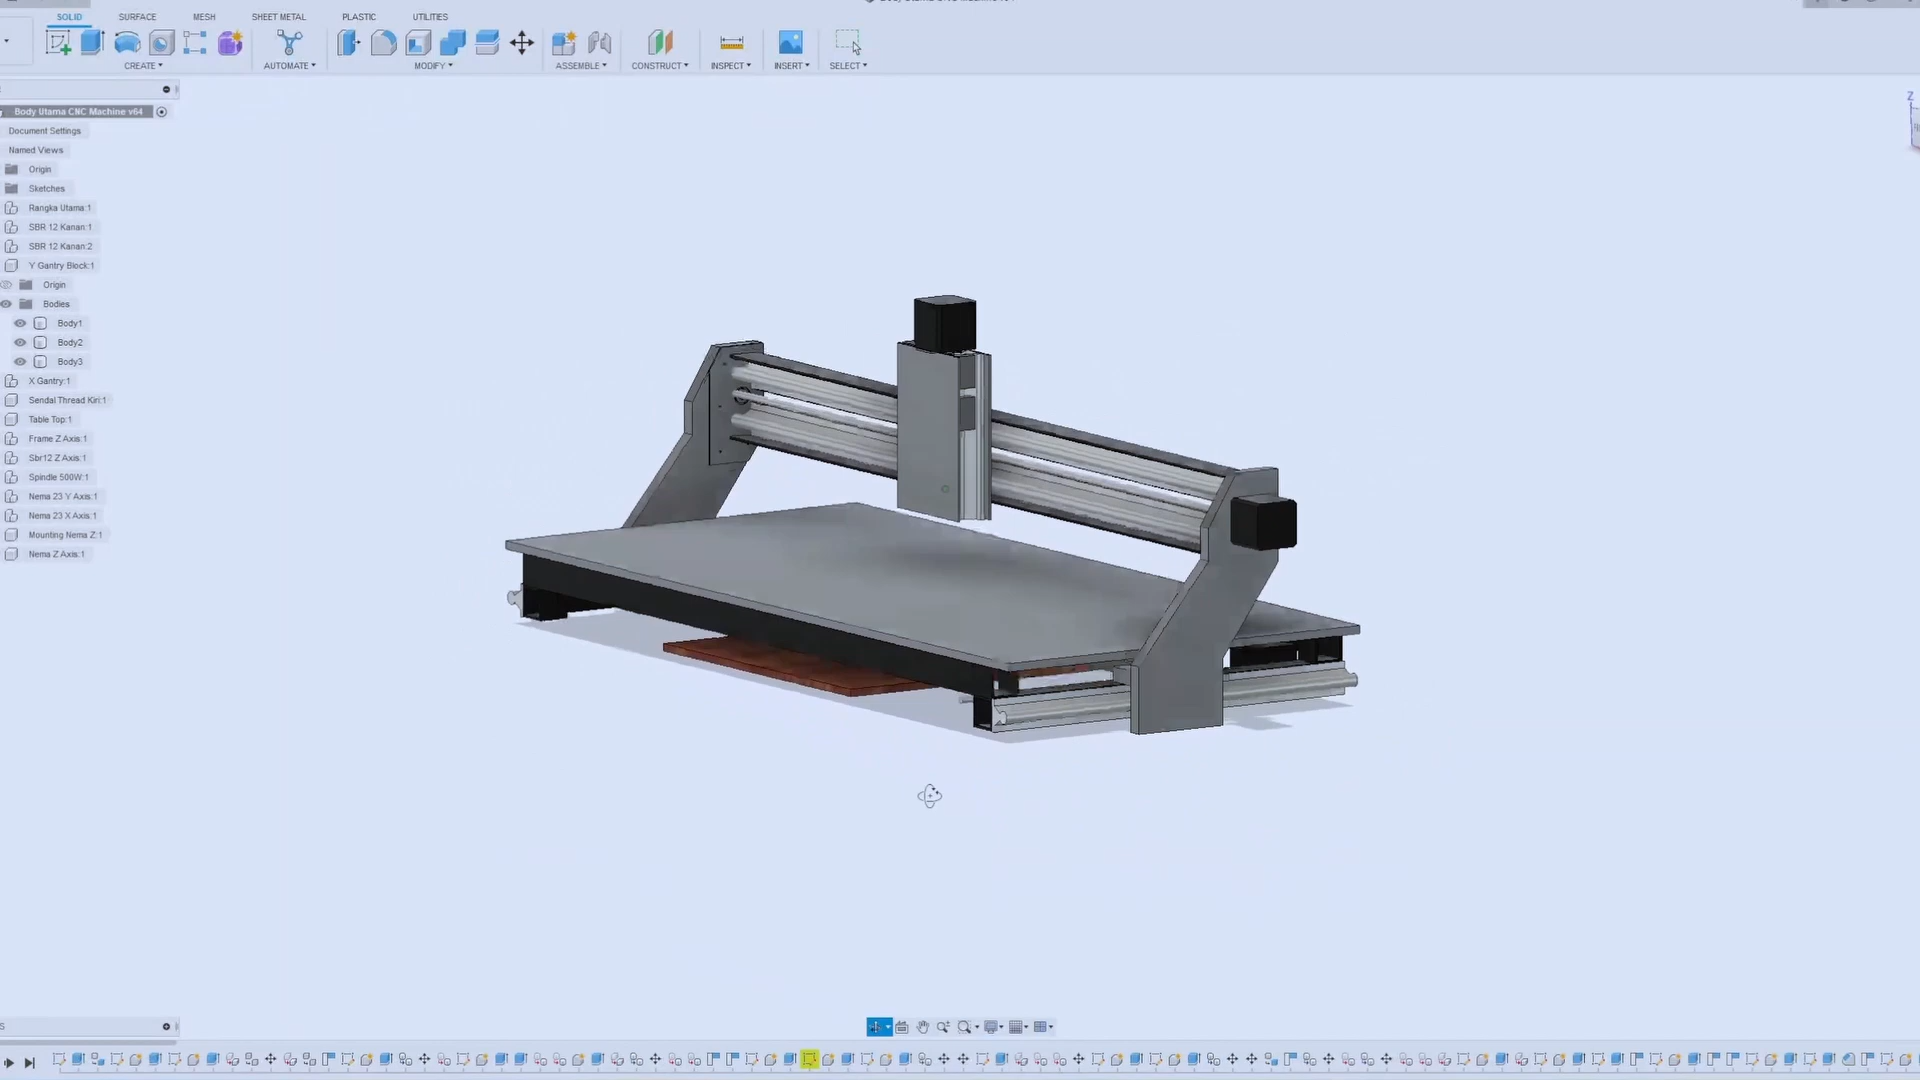 SOLID SURFACE MESH SHEET METAL PLASTIC UTILITIES
CREATE AUTOMATE MODIFY ASSEMBLE CONSTRUCT INSPECT INSERT SELECT
Body Utama CNC Machine v64
Document Settings
Named Views
Origin
Sketches
Rangka Utama:1
SBR 12 Kanan:1
SBR 12 Kanan:2
Y Gantry Block:1
Origin
Bodies
Body1
Body2
Body3
X Gantry:1
Sendal Thread Kiri:1
Table Top:1
Frame Z Axis:1
Sbr12 Z Axis:1
Spindle 500W:1
Nema 23 Y Axis:1
Nema 23 X Axis:1
Mounting Nema Z:1
Nema Z Axis:1
Z
S